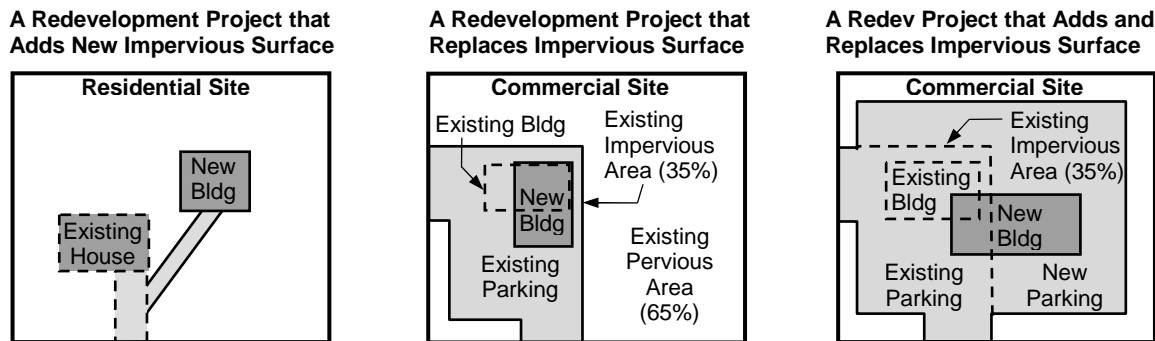 A Redevelopment Project that
Adds New Impervious Surface
Residential Site
New
Bldg
Existing
House
A Redevelopment Project that
Replaces Impervious Surface
Commercial Site
Existing Bldg
Existing
Impervious
Area (35%)
New
Bldg
Existing
Parking
Existing
Pervious
Area
(65%)
A Redev Project that Adds and
Replaces Impervious Surface
Commercial Site
Existing
Impervious
Area (35%)
Existing
Bldg
New
Bldg
Existing
Parking
New
Parking